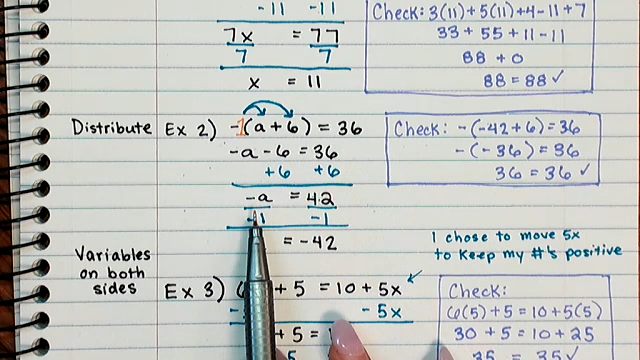 -11 -11
7x = 77
7 7
x = 11
Check: 3(11)+5(11)+4-11+7
33 + 55 + 11-11
88 + 0
88 = 88 ✓
Distribute Ex 2) -1(a+6) = 36
-a - 6 = 36
+6 +6
-a = 42
-1 -1
= -42
Check: -(-42+6) = 36
-(-36) = 36
36 = 36 ✓
I chose to move 5x
to keep my #'s positive
Variables
on both
sides
Ex 3) + 5 = 10 + 5x
- 5x
+ 5 =
Check:
6(5)+5 = 10+5(5)
30 + 5 = 10 + 25
35 = 35 ✓